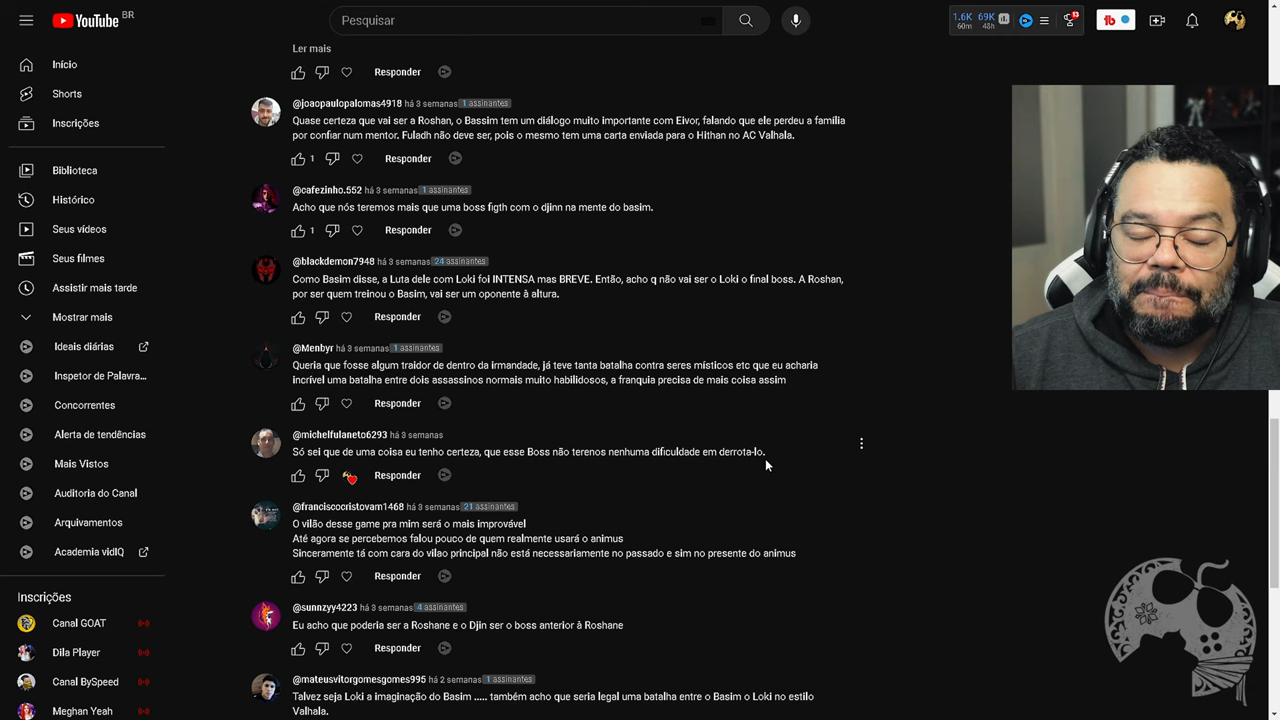 YouTube BR
Pesquisar
1.6K 60m 69K 48h 13
tb
Início
Shorts
Inscrições
Biblioteca
Histórico
Seus vídeos
Seus filmes
Assistir mais tarde
Mostrar mais
Ideais diárias
Inspetor de Palavra...
Concorrentes
Alerta de tendências
Mais Vistos
Auditoria do Canal
Arquivamentos
Academia vidIQ
Inscrições
Canal GOAT
Dila Player
Canal BySpeed
Meghan Yeah
Ler mais
Responder
@joaopaulopalomas4918 há 3 semanas 1 assinantes
Quase certeza que vai ser a Roshan, o Bassim tem um diálogo muito importante com Eivor, falando que ele perdeu a família
por confiar num mentor. Fuladh não deve ser, pois o mesmo tem uma carta enviada para o Hithan no AC Valhala.
1 Responder
@cafezinho.552 há 3 semanas 1 assinantes
Acho que nós teremos mais que uma boss figth com o djinn na mente do basim.
1 Responder
@blackdemon7948 há 3 semanas 24 assinantes
Como Basim disse, a Luta dele com Loki foi INTENSA mas BREVE. Então, acho q não vai ser o Loki o final boss. A Roshan,
por ser quem treinou o Basim, vai ser um oponente à altura.
Responder
@Menbyr há 3 semanas 1 assinantes
Queria que fosse algum traidor de dentro da irmandade, já teve tanta batalha contra seres místicos etc que eu acharia
incrível uma batalha entre dois assassinos normais muito habilidosos, a franquia precisa de mais coisa assim
Responder
@michelfulaneto6293 há 3 semanas
Só sei que de uma coisa eu tenho certeza, que esse Boss não terenos nenhuma dificuldade em derrota-lo.
Responder
@franciscocristovam1468 há 3 semanas 21 assinantes
O vilão desse game pra mim será o mais improvável
Até agora se percebemos falou pouco de quem realmente usará o animus
Sinceramente tá com cara do vilao principal não está necessariamente no passado e sim no presente do animus
Responder
@sunnzyy4223 há 3 semanas 4 assinantes
Eu acho que poderia ser a Roshane e o Djin ser o boss anterior à Roshane
Responder
@mateusvitorgomesgomes995 há 2 semanas 1 assinantes
Talvez seja Loki a imaginação do Basim ..... também acho que seria legal uma batalha entre o Basim o Loki no estilo
Valhala.